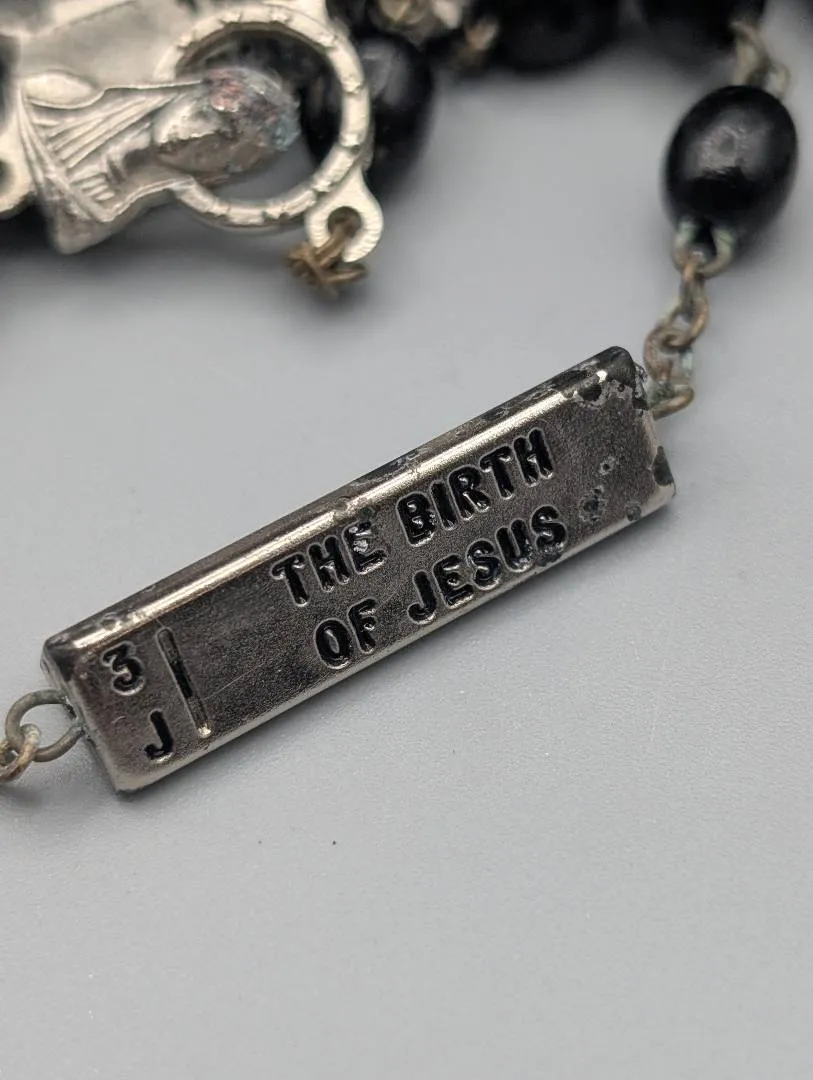 3
J
THE BIRTH
OF JESUS